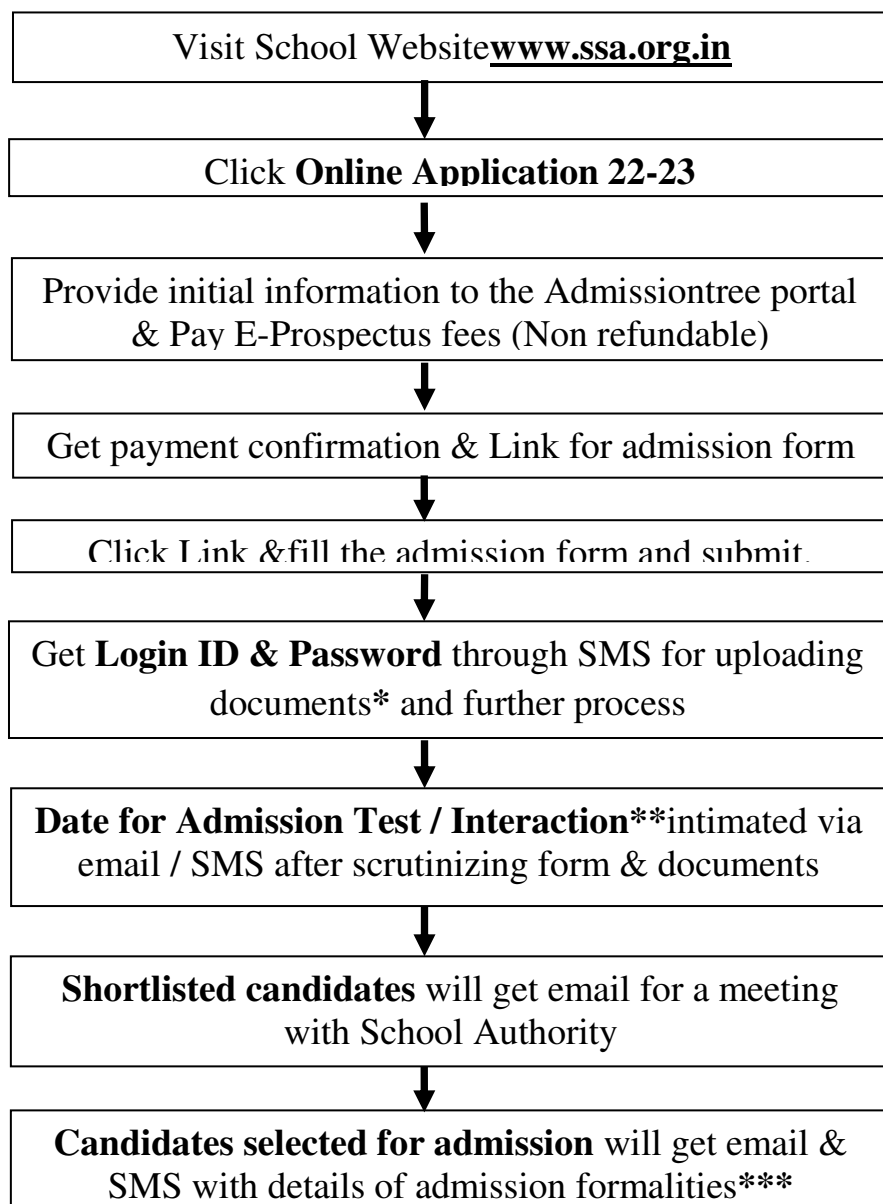 Visit School Websitewww.ssa.org.in
Click Online Application 22-23
Provide initial information to the Admissiontree portal
& Pay E-Prospectus fees (Non refundable)
Get payment confirmation & Link for admission form
Click Link &fill the admission form and submit.
Get Login ID & Password through SMS for uploading
documents* and further process
Date for Admission Test / Interaction**intimated via
email / SMS after scrutinizing form & documents
Shortlisted candidates will get email for a meeting
with School Authority
Candidates selected for admission will get email &
SMS with details of admission formalities***